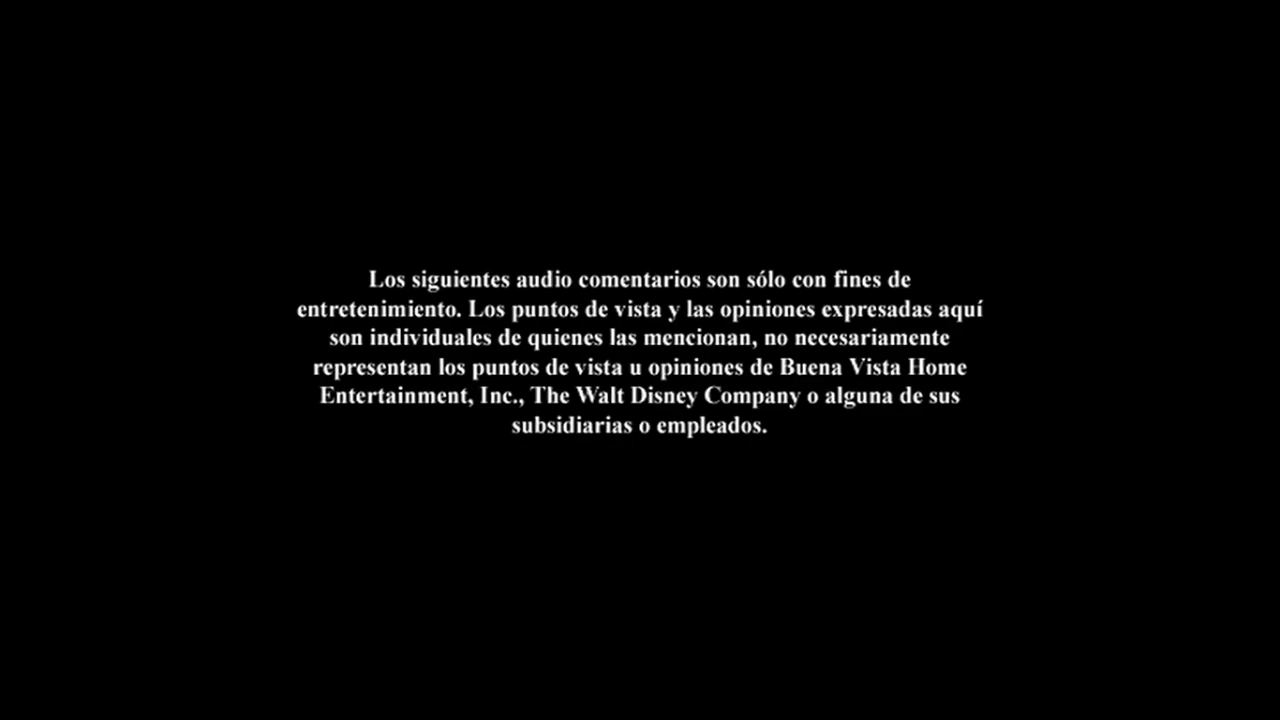 Los siguientes audio comentarios son sólo con fines de
entretenimiento. Los puntos de vista y las opiniones expresadas aquí
son individuales de quienes las mencionan, no necesariamente
representan los puntos de vista u opiniones de Buena Vista Home
Entertainment, Inc., The Walt Disney Company o alguna de sus
subsidiarias o empleados.